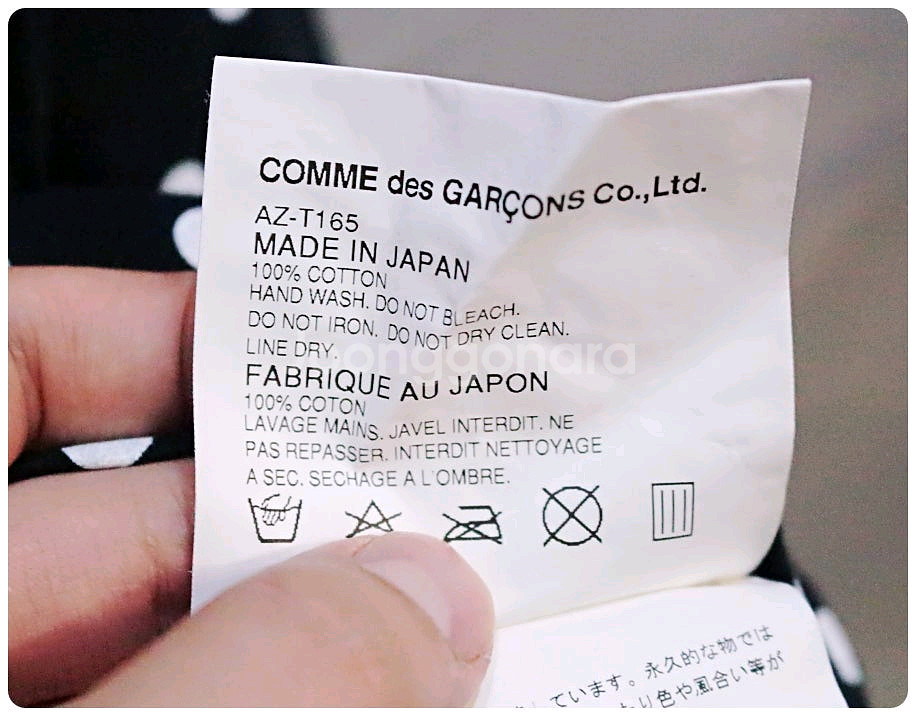 COMME des GARÇONS Co.,Ltd.
AZ-T165
MADE IN JAPAN
100% COTTON
HAND WASH. DO NOT BLEACH.
DO NOT IRON. DO NOT DRY CLEAN.
LINE DRY.
FABRIQUE AU JAPON
100% COTON
LAVAGE MAINS. JAVEL INTERDIT. NE
PAS REPASSER. INTERDIT NETTOYAGE
A SEC. SECHAGE A L'OMBRE.
しています。永久的な物では
り色や風合い等が